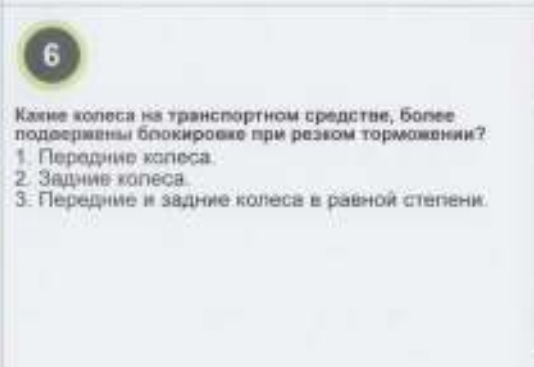 6
Какие колеса на транспортном средстве, более
подвержены блокировке при резком торможении?
1. Передние колеса.
2. Задние колеса.
3. Передние и задние колеса в равной степени.